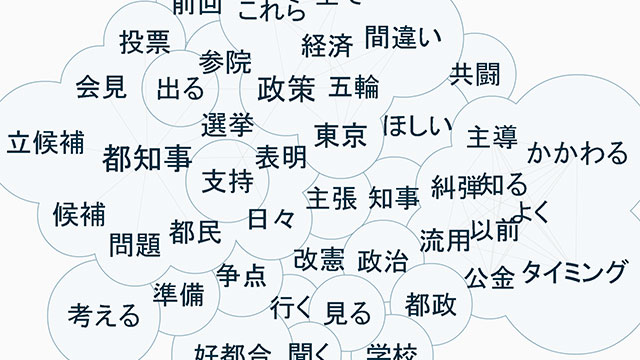 前回
これら
投票
経済
間違い
参院
共闘
会見
出る
政策
五輪
選挙
東京
ほしい
主導
立候補
都知事
表明
かかわる
支持
主張
知事
糾弾
知る
候補
日々
よく
問題
都民
流用
以前
改憲
政治
争点
公金
タイミング
準備
考える
行く
見る
都政
好都合
聞く
学校